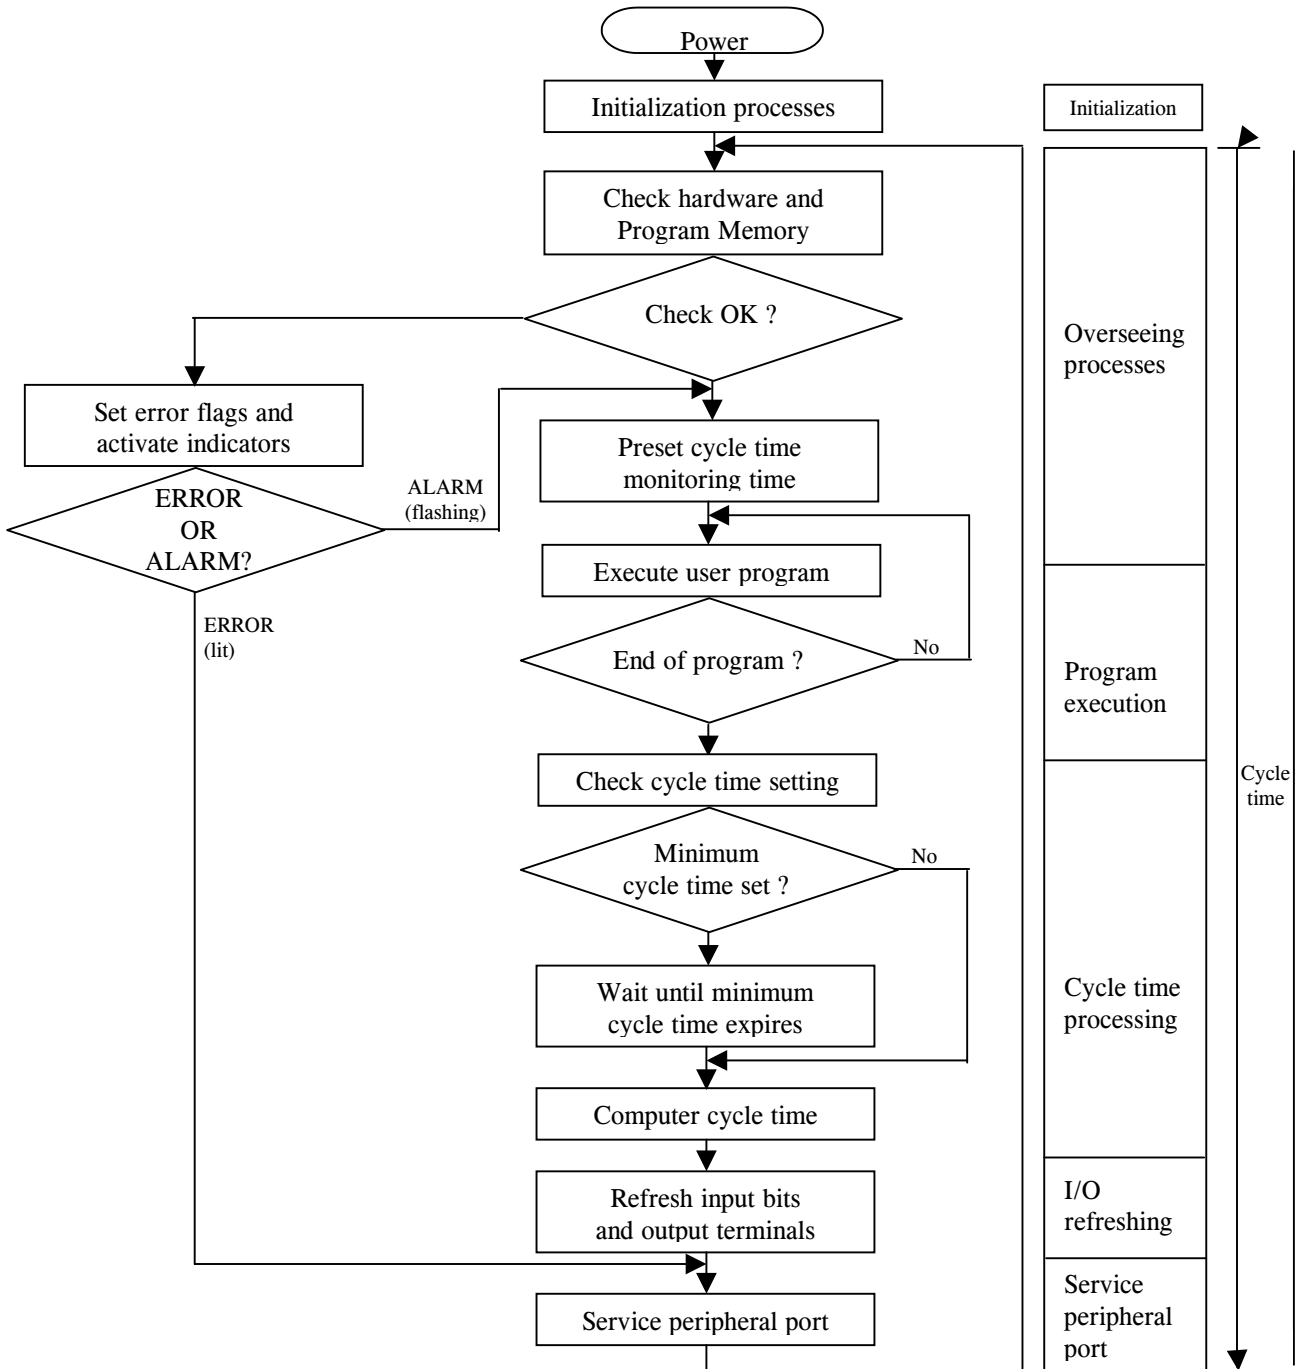 Power
Initialization processes
Initialization
Check hardware and
Program Memory
Check OK ?
Overseeing
processes
Set error flags and
activate indicators
Preset cycle time
monitoring time
ALARM
(flashing)
ERROR
OR
ALARM?
Execute user program
ERROR
(lit)
End of program ?
No
Program
execution
Check cycle time setting
Cycle
time
Minimum
cycle time set ?
No
Wait until minimum
cycle time expires
Cycle time
processing
Computer cycle time
Refresh input bits
and output terminals
I/O
refreshing
Service peripheral port
Service
peripheral
port